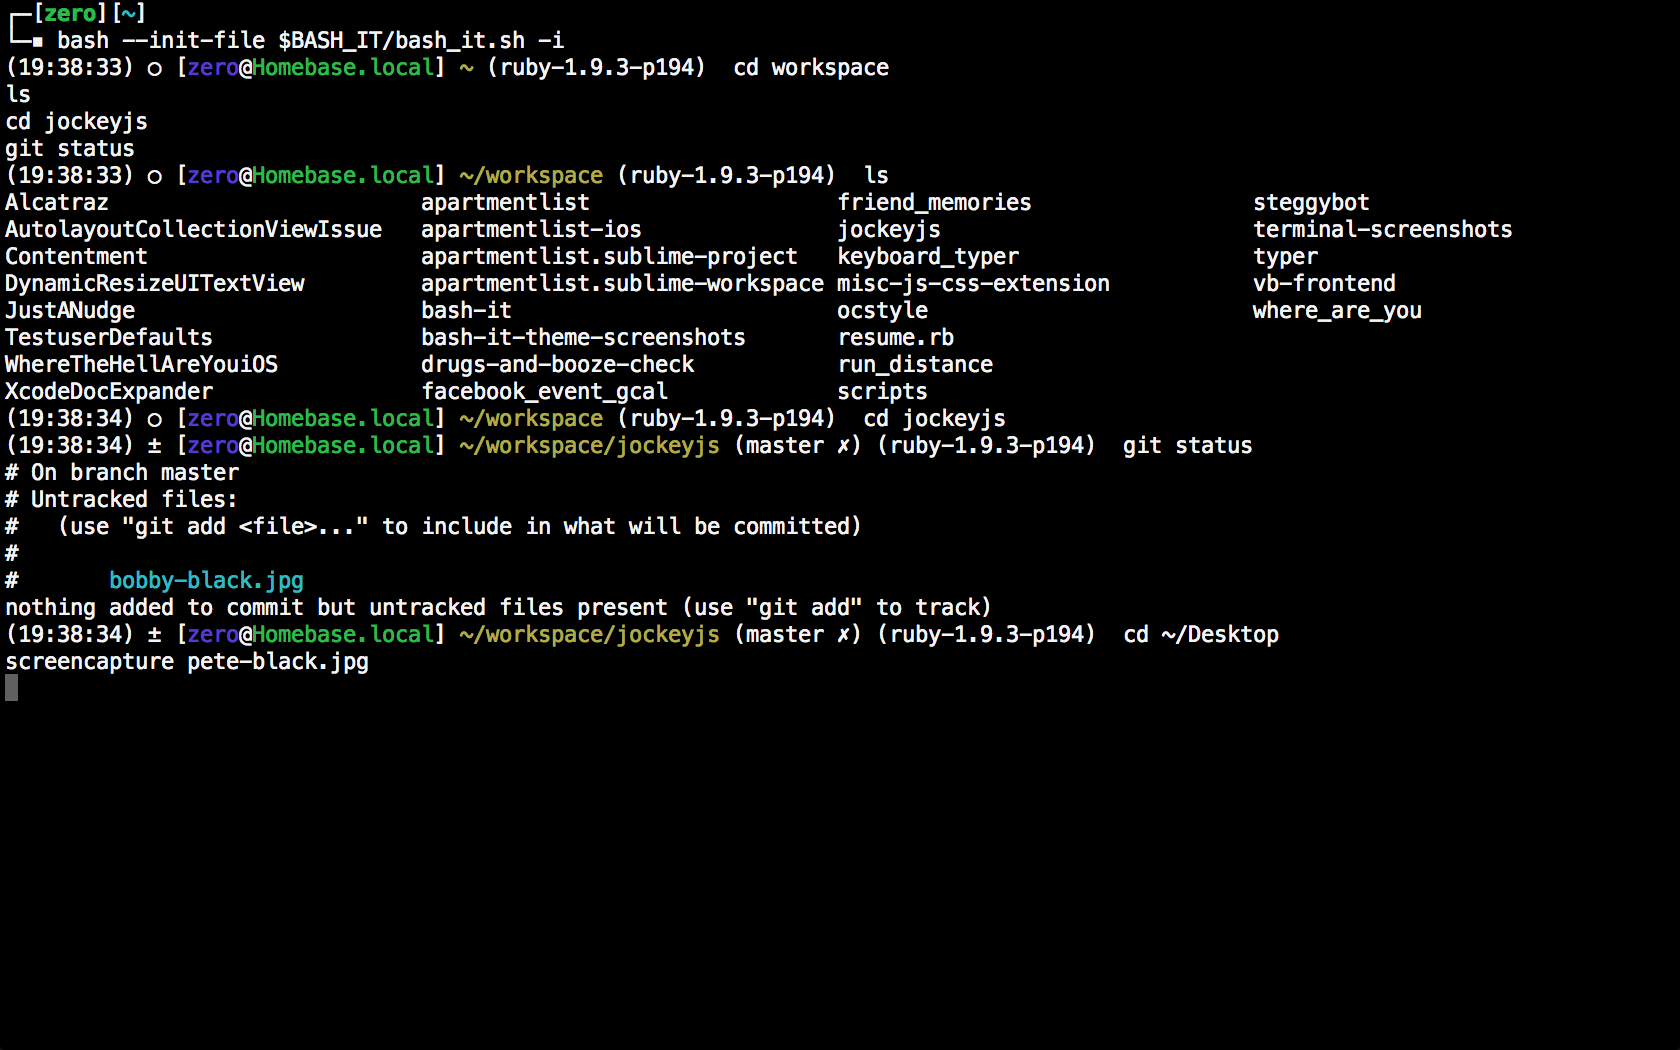 ┌─[zero][~]
└─▪ bash --init-file $BASH_IT/bash_it.sh -i
(19:38:33) ○ [zero@Homebase.local] ~ (ruby-1.9.3-p194)  cd workspace
ls
cd jockeyjs
git status
(19:38:33) ○ [zero@Homebase.local] ~/workspace (ruby-1.9.3-p194)  ls
Alcatraz                        apartmentlist                   friend_memories                 steggybot
AutolayoutCollectionViewIssue   apartmentlist-ios               jockeyjs                        terminal-screenshots
Contentment                     apartmentlist.sublime-project   keyboard_typer                  typer
DynamicResizeUITextView         apartmentlist.sublime-workspace misc-js-css-extension           vb-frontend
JustANudge                      bash-it                         ocstyle                         where_are_you
TestuserDefaults                bash-it-theme-screenshots       resume.rb
WhereTheHellAreYouiOS           drugs-and-booze-check           run_distance
XcodeDocExpander                facebook_event_gcal             scripts
(19:38:34) ○ [zero@Homebase.local] ~/workspace (ruby-1.9.3-p194)  cd jockeyjs
(19:38:34) ± [zero@Homebase.local] ~/workspace/jockeyjs (master ✗) (ruby-1.9.3-p194)  git status
# On branch master
# Untracked files:
#   (use "git add <file>..." to include in what will be committed)
#
#       bobby-black.jpg
nothing added to commit but untracked files present (use "git add" to track)
(19:38:34) ± [zero@Homebase.local] ~/workspace/jockeyjs (master ✗) (ruby-1.9.3-p194)  cd ~/Desktop
screencapture pete-black.jpg